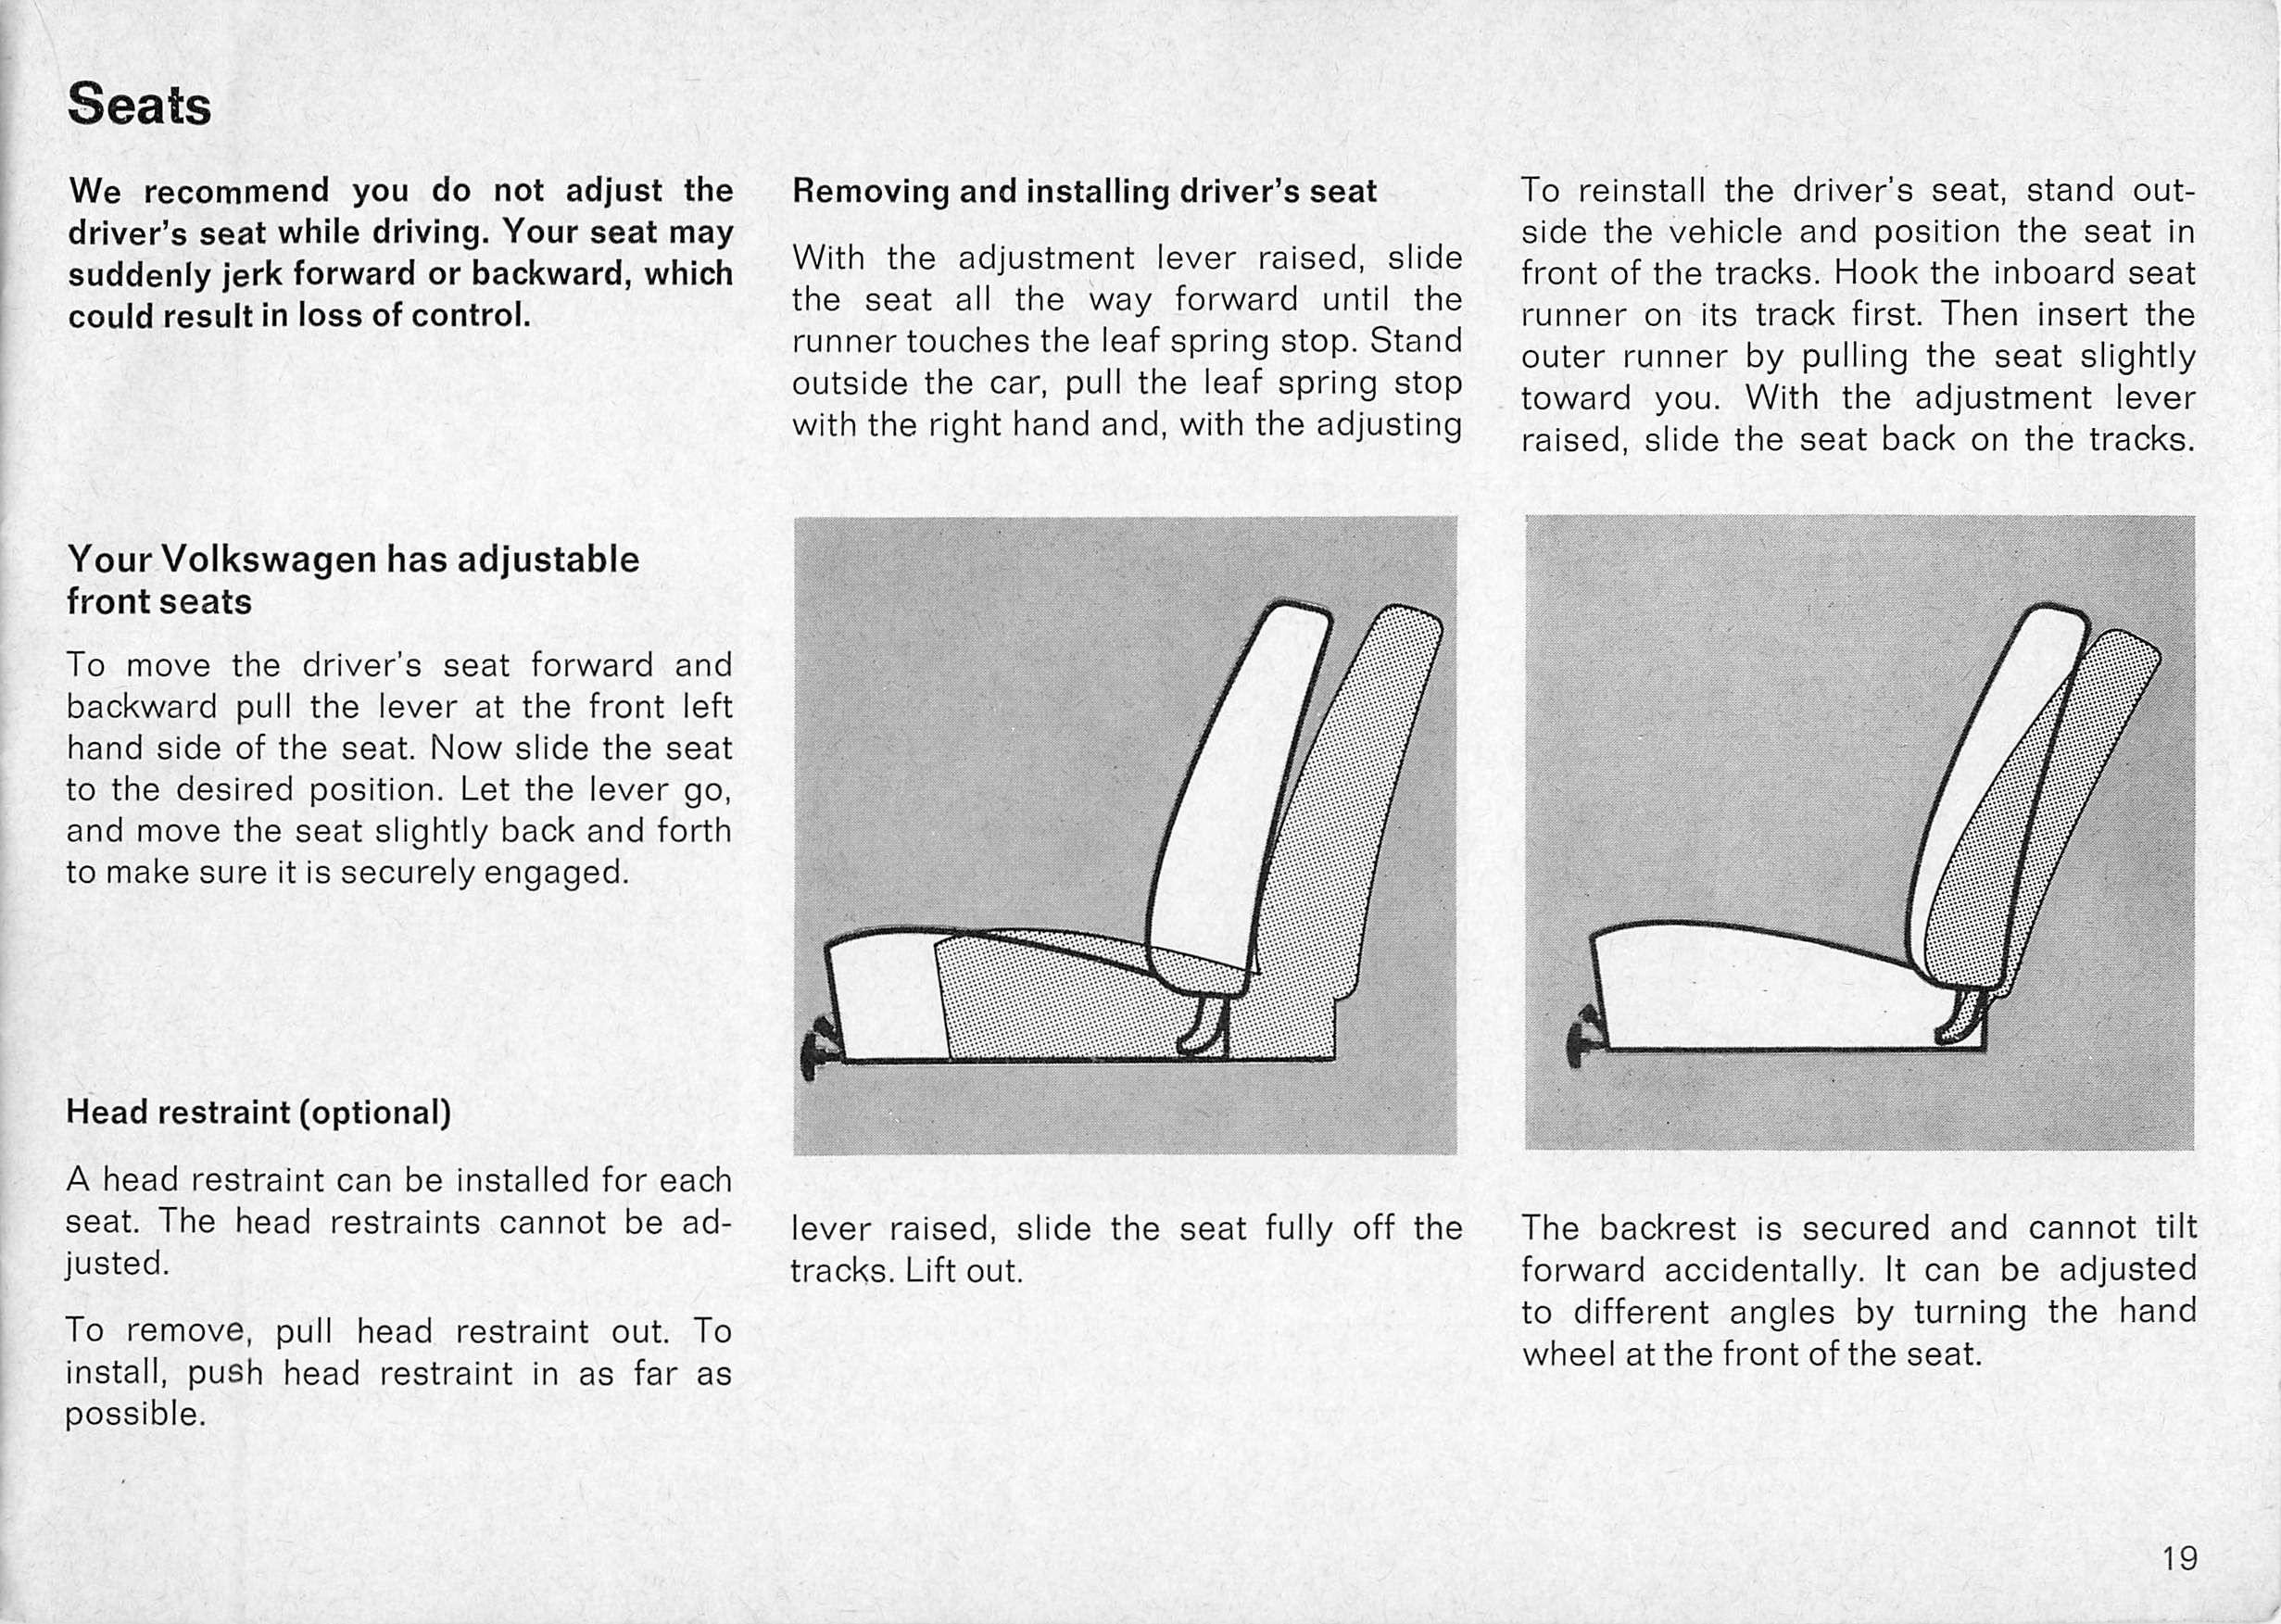 Seats
We recommend you do not adjust the
driver's seat while driving. Your seat may
suddenly jerk forward or backward, which
could result in loss of control.
Your Volkswagen has adjustable
front seats
To move the driver's seat forward and
backward pull the lever at the front left
hand side of the seat. Now slide the seat
to the desired position. Let the lever go,
and move the seat slightly back and forth
to make sure it is securely engaged.
Head restraint (optional)
A head restraint can be installed for each
seat. The head restraints cannot be ad-
justed.
To remove, pull head restraint out. To
install, push head restraint in as far as
possible.
Removing and installing driver's seat
With the adjustment lever raised, slide
the seat all the way forward until the
runner touches the leaf spring stop. Stand
outside the car, pull the leaf spring stop
with the right hand and, with the adjusting
lever raised, slide the seat fully off the
tracks. Lift out.
To reinstall the driver's seat, stand out-
side the vehicle and position the seat in
front of the tracks. Hook the inboard seat
runner on its track first. Then insert the
outer runner by pulling the seat slightly
toward you. With the adjustment lever
raised, slide the seat back on the tracks.
The backrest is secured and cannot tilt
forward accidentally. It can be adjusted
to different angles by turning the hand
wheel at the front of the seat.
19